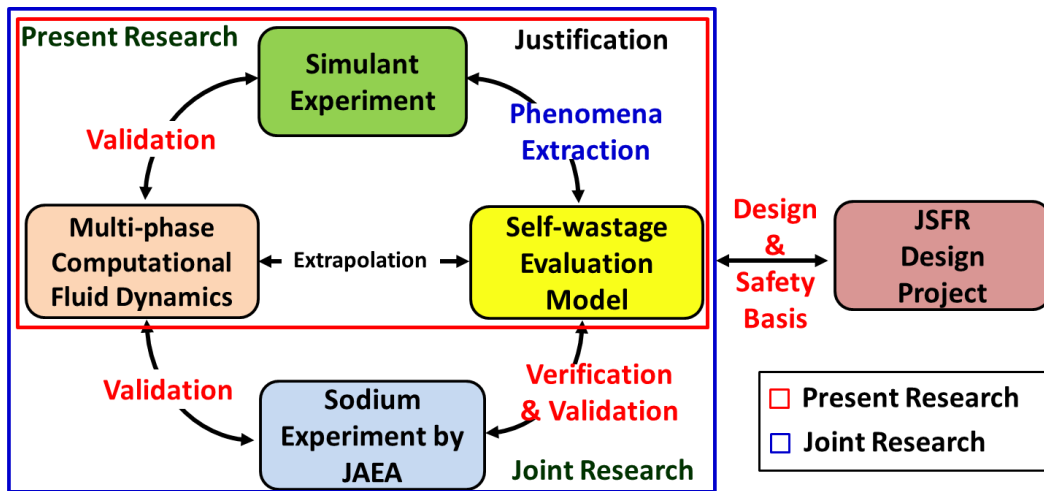 Present Research
Justification
Simulant
Experiment
Validation
Phenomena
Extraction
Multi-phase
Computational
Fluid Dynamics
Extrapolation
Self-wastage
Evaluation
Model
Design
&
Safety
Basis
JSFR
Design
Project
Validation
Sodium
Experiment by
JAEA
Verification
& Validation
Joint Research
Present Research
Joint Research